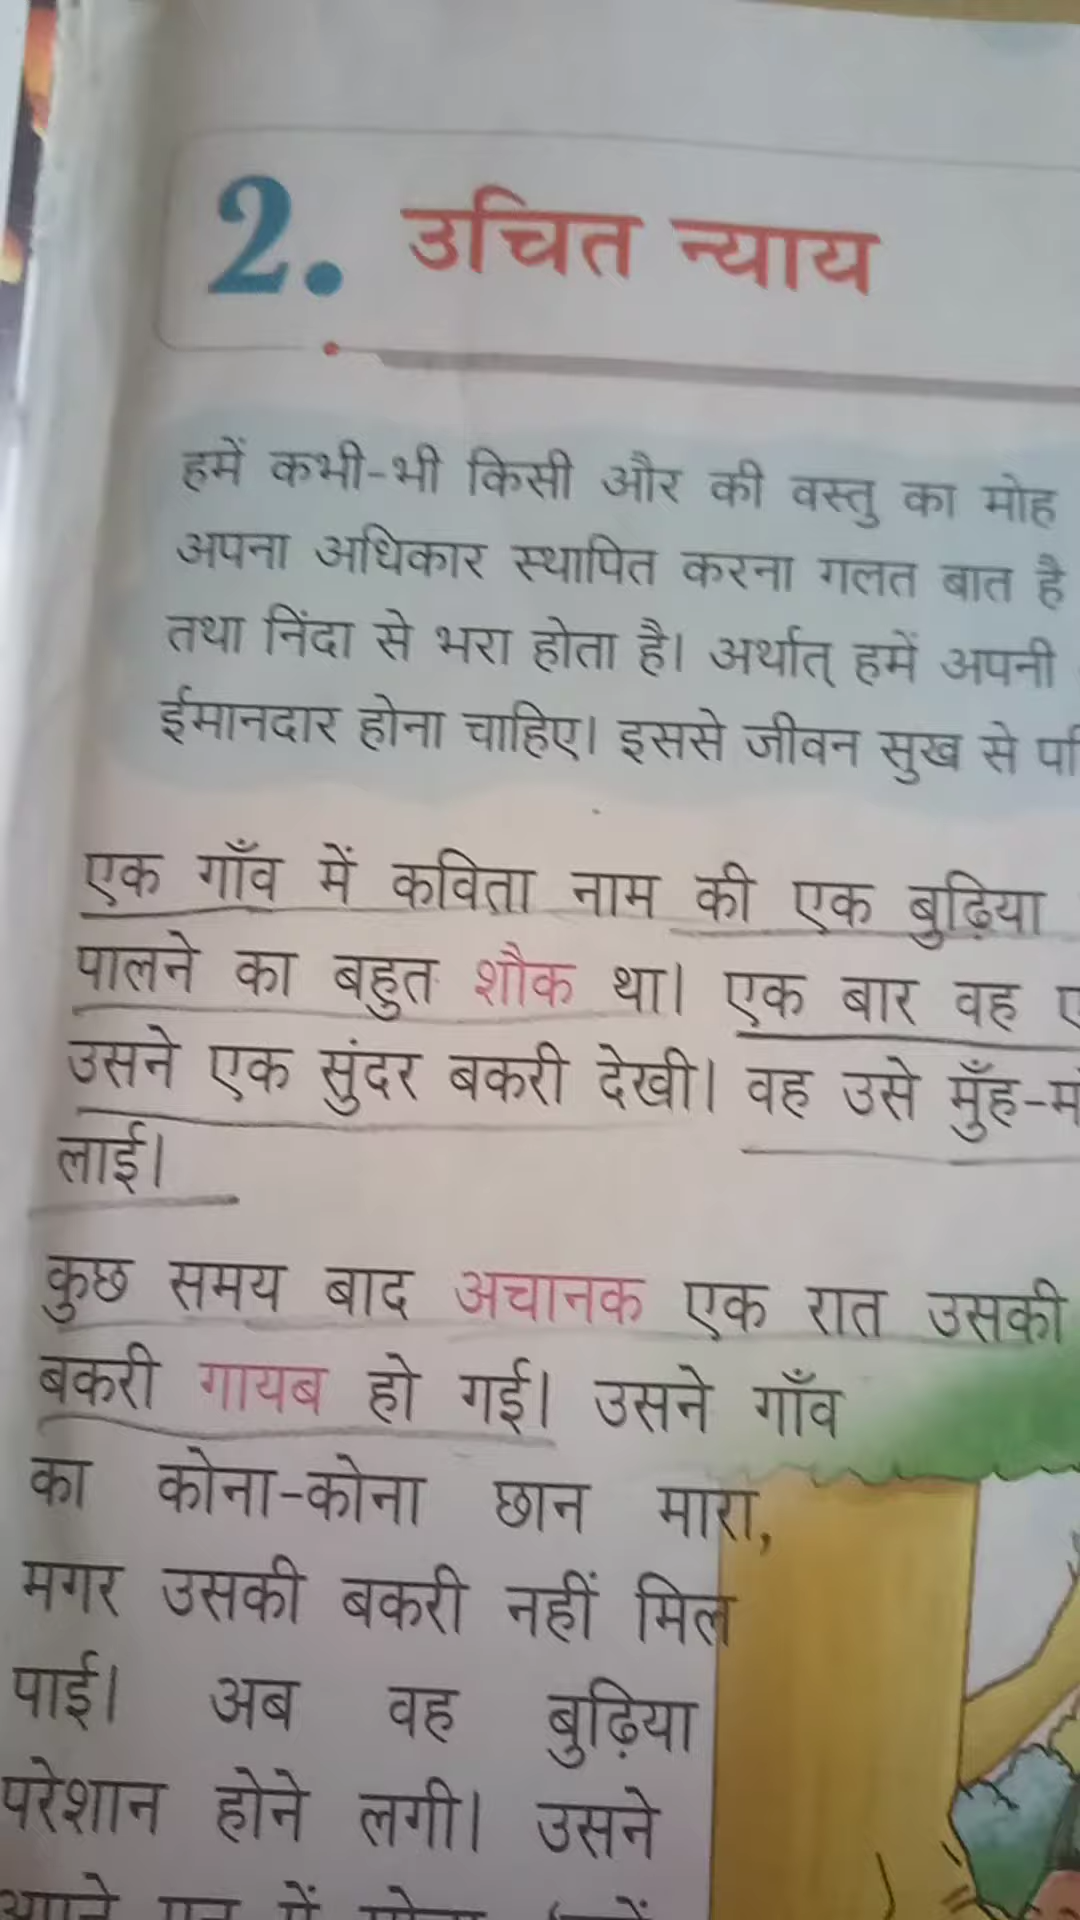 2. उचित न्याय
हमें कभी-भी किसी और की वस्तु का मोह
अपना अधिकार स्थापित करना गलत बात है
तथा निंदा से भरा होता है। अर्थात् हमें अपनी
ईमानदार होना चाहिए। इससे जीवन सुख से
एक गाँव में कविता नाम की एक बुढ़िया
पालने का बहुत शौक था। एक बार वह
उसने एक सुंदर बकरी देखी। वह उसे मुँह-
लाई।
कुछ समय बाद अचानक एक रात उसकी
बकरी गायब हो गई। उसने गाँव
का कोना-कोना छान मारा,
मगर उसकी बकरी नहीं मिल
पाई। अब वह बुढ़िया
परेशान होने लगी। उसने